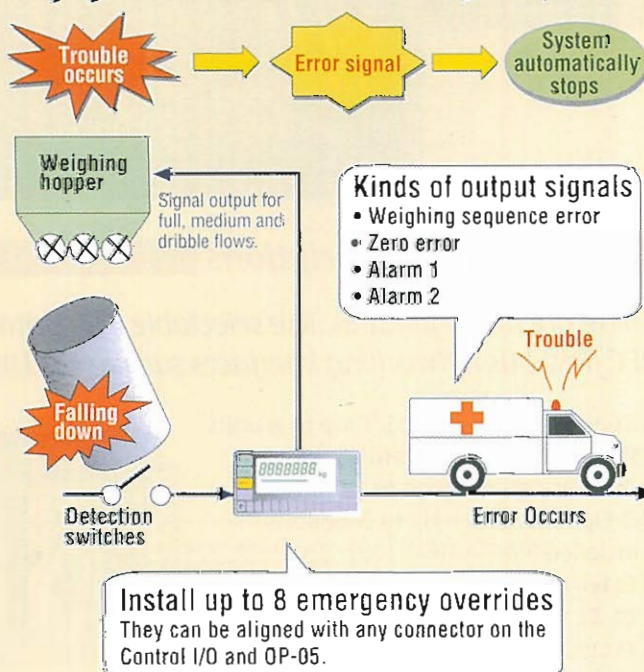 Trouble
occurs
Error signal
System
automatically
stops
Weighing
hopper
Signal output for
full, medium and
dribble flows.
Kinds of output signals
• Weighing sequence error
• Zero error
• Alarm 1
• Alarm 2
Trouble
Falling
down
8888888 kg
Detection
switches
Error Occurs
Install up to 8 emergency overrides
They can be aligned with any connector on the
Control I/O and OP-05.